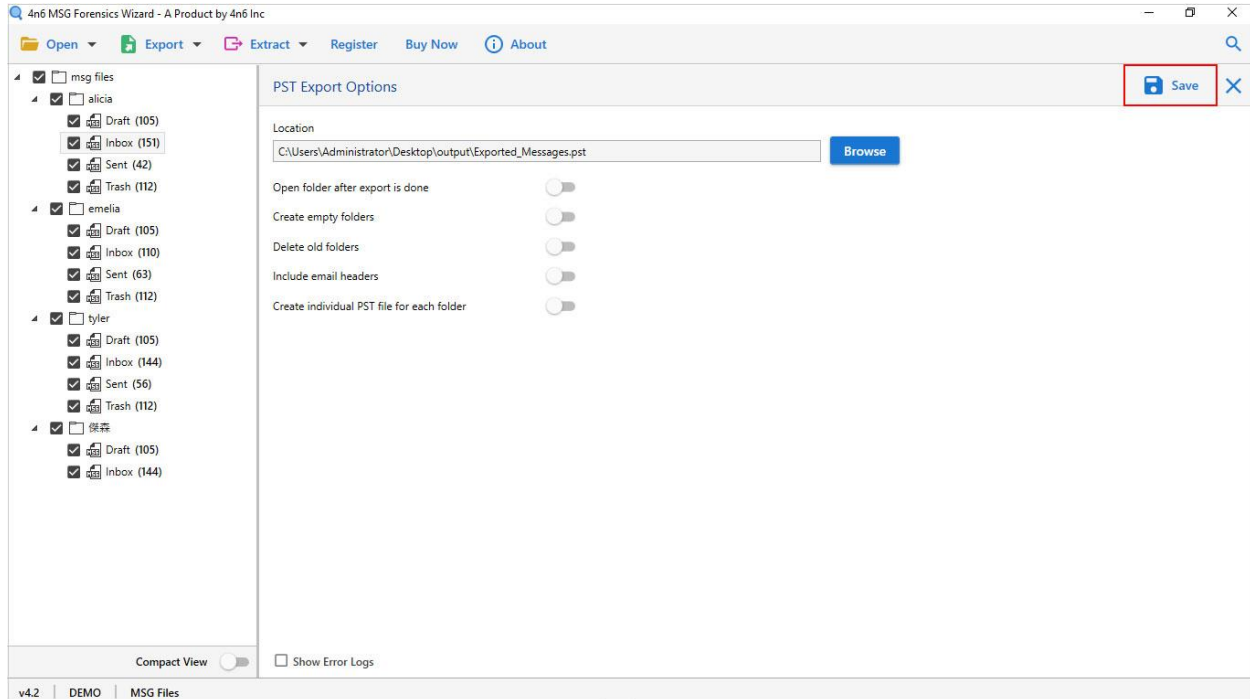 4n6 MSG Forensics Wizard - A Product by 4n6 Inc
Open Export Extract Register Buy Now About
msg files
alicia
Draft (105)
Inbox (151)
Sent (42)
Trash (112)
emelia
Draft (105)
Inbox (110)
Sent (63)
Trash (112)
tyler
Draft (105)
Inbox (144)
Sent (56)
Trash (112)
傑森
Draft (105)
Inbox (144)
Compact View
PST Export Options
Save
Location
C:\Users\Administrator\Desktop\output\Exported_Messages.pst
Browse
Open folder after export is done
Create empty folders
Delete old folders
Include email headers
Create individual PST file for each folder
Show Error Logs
v4.2 DEMO MSG Files